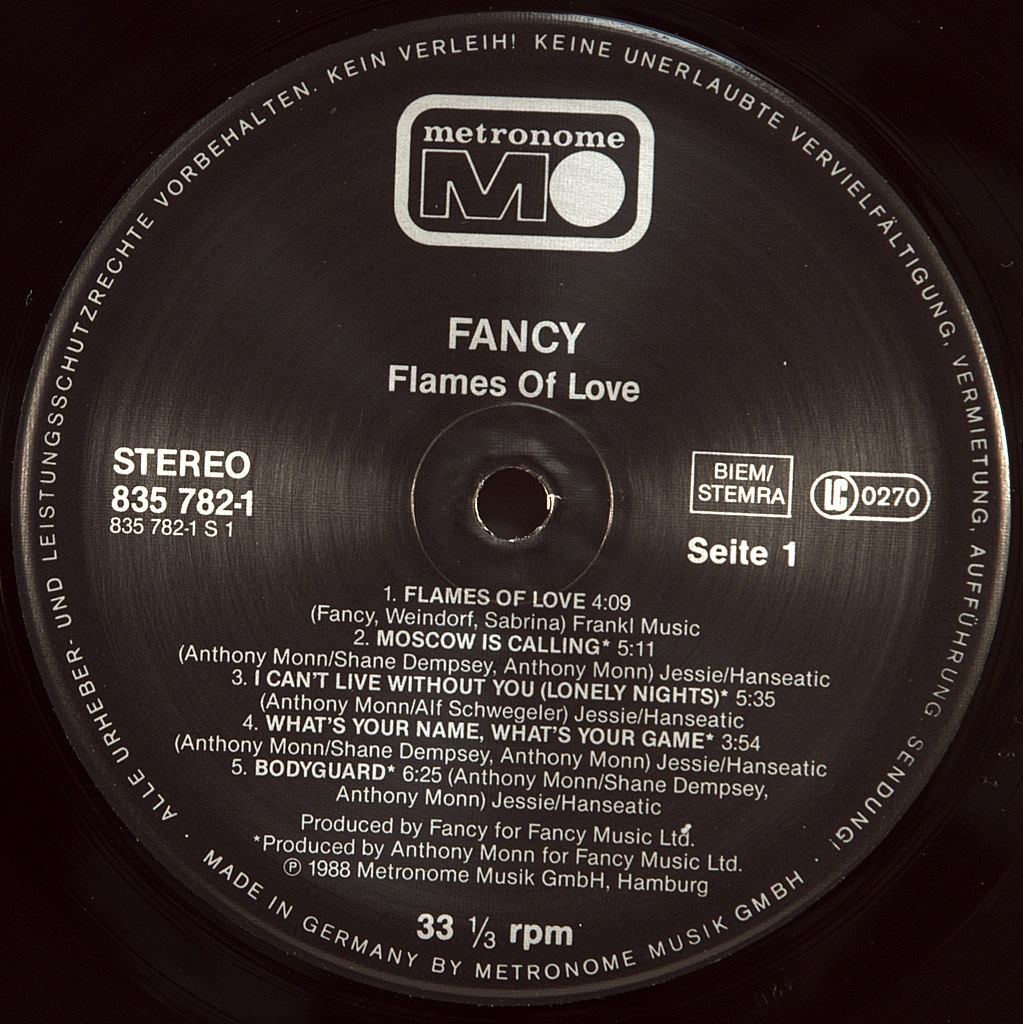 ALLE URHEBER- UND LEISTUNGSSCHUTZRECHTE VORBEHALTEN. KEIN VERLEIH! KEINE UNERLAUBTE VERVIELFÄLTIGUNG, VERMIETUNG, AUFFÜHRUNG, SENDUNG!
metronome
MO
FANCY
Flames Of Love
STEREO
835 782-1
835 782-1 S 1
BIEM/
STEMRA
LC 0270
Seite 1
1. FLAMES OF LOVE 4:09
(Fancy, Weindorf, Sabrina) Frankl Music
2. MOSCOW IS CALLING* 5:11
(Anthony Monn/Shane Dempsey, Anthony Monn) Jessie/Hanseatic
3. I CAN'T LIVE WITHOUT YOU (LONELY NIGHTS)* 5:35
(Anthony Monn/Alf Schwegeler) Jessie/Hanseatic
4. WHAT'S YOUR NAME, WHAT'S YOUR GAME* 3:54
(Anthony Monn/Shane Dempsey, Anthony Monn) Jessie/Hanseatic
5. BODYGUARD* 6:25 (Anthony Monn/Shane Dempsey,
Anthony Monn) Jessie/Hanseatic
Produced by Fancy for Fancy Music Ltd.
*Produced by Anthony Monn for Fancy Music Ltd.
℗ 1988 Metronome Musik GmbH, Hamburg
33 ⅓ rpm
· MADE IN GERMANY BY METRONOME MUSIK GMBH ·